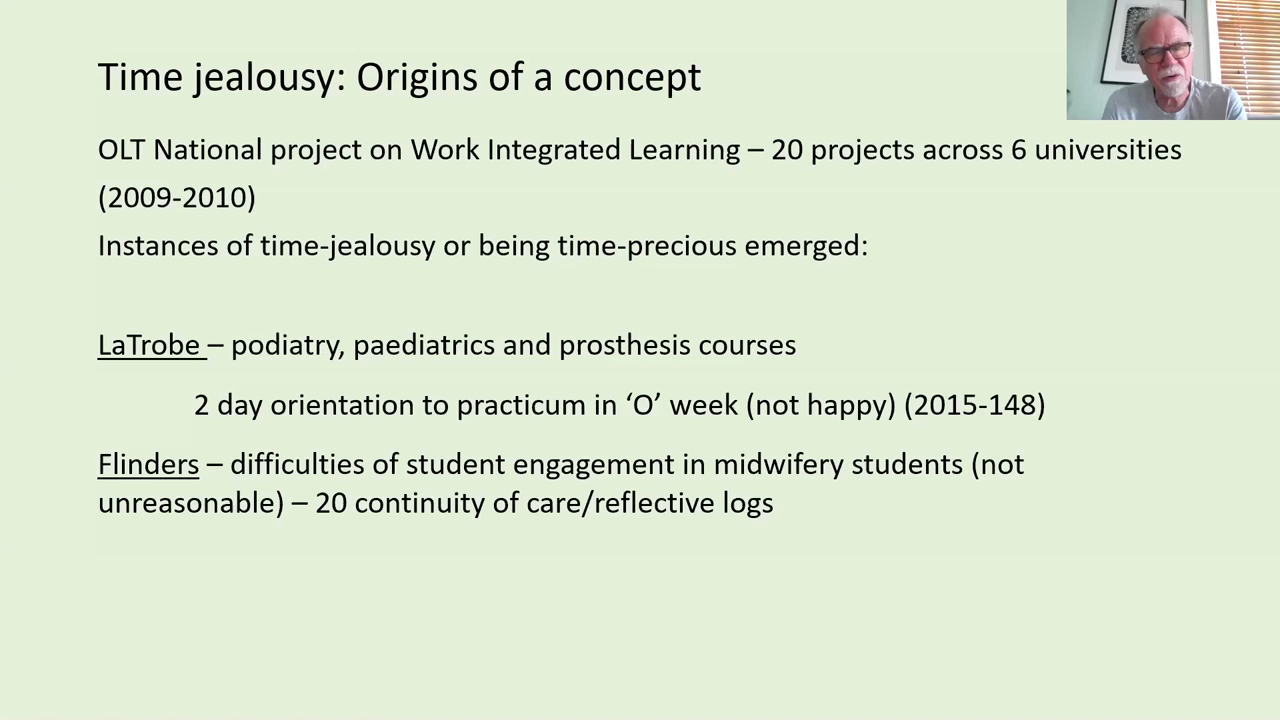 Time jealousy: Origins of a concept
OLT National project on Work Integrated Learning – 20 projects across 6 universities
(2009-2010)
Instances of time-jealousy or being time-precious emerged:
LaTrobe – podiatry, paediatrics and prosthesis courses
2 day orientation to practicum in ‘O’ week (not happy) (2015-148)
Flinders – difficulties of student engagement in midwifery students (not
unreasonable) – 20 continuity of care/reflective logs